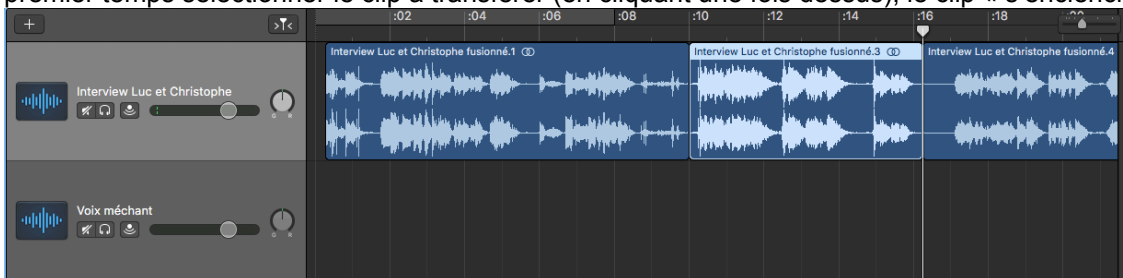 premier temps sélectionner le clip à transférer (en cliquant une fois dessus), le clip « s'enclenche
:02 :04 :06 :08 :10 :12 :14 :16 :18 :20
Interview Luc et Christophe fusionné.1 Interview Luc et Christophe fusionné.3 Interview Luc et Christophe fusionné.4
Interview Luc et Christophe
G R
Voix méchant
G R